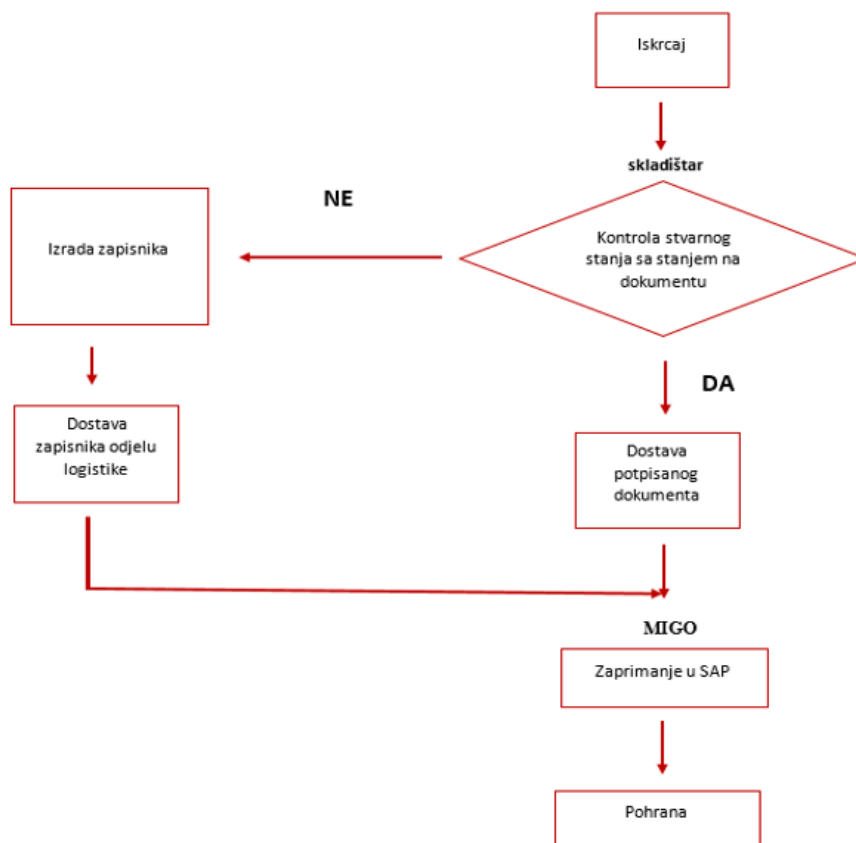 Iskrcaj
skladištar
NE
Kontrola stvarnog
stanja sa stanjem na
dokumentu
Izrada zapisnika
DA
Dostava
zapisnika odjelu
logistike
Dostava
potpisanog
dokumenta
MIGO
Zaprimanje u SAP
Pohrana